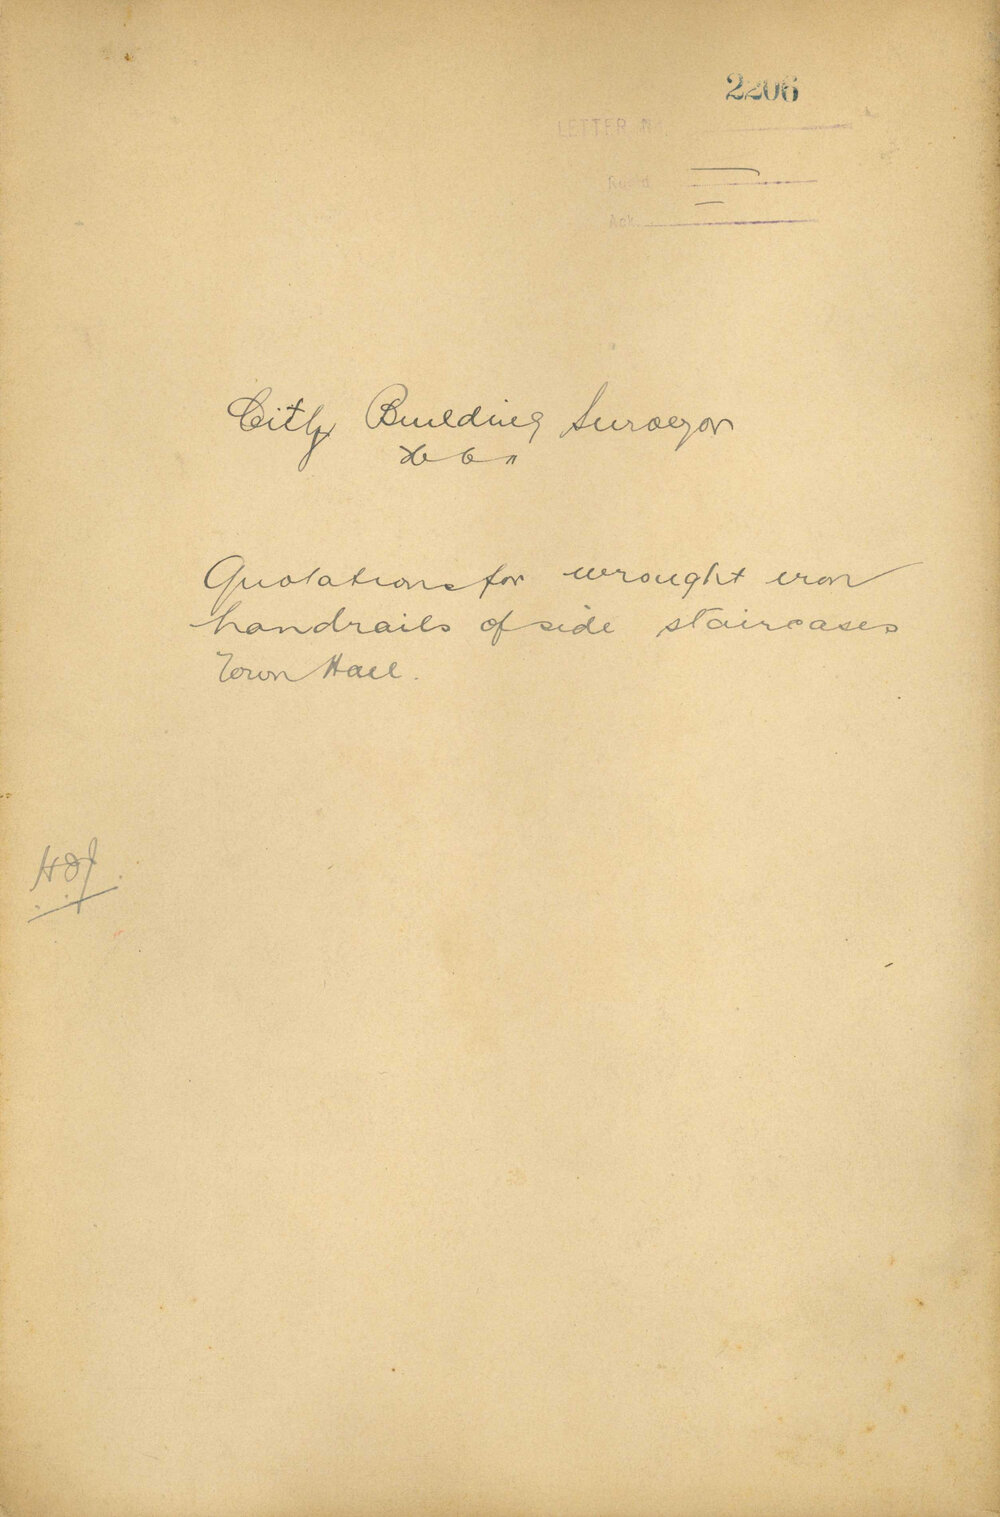 2206
LETTER No.
Rec'd
Ack.
City Building Surveyor
Quotations for wrought iron
handrails of side staircases
Town Hall.